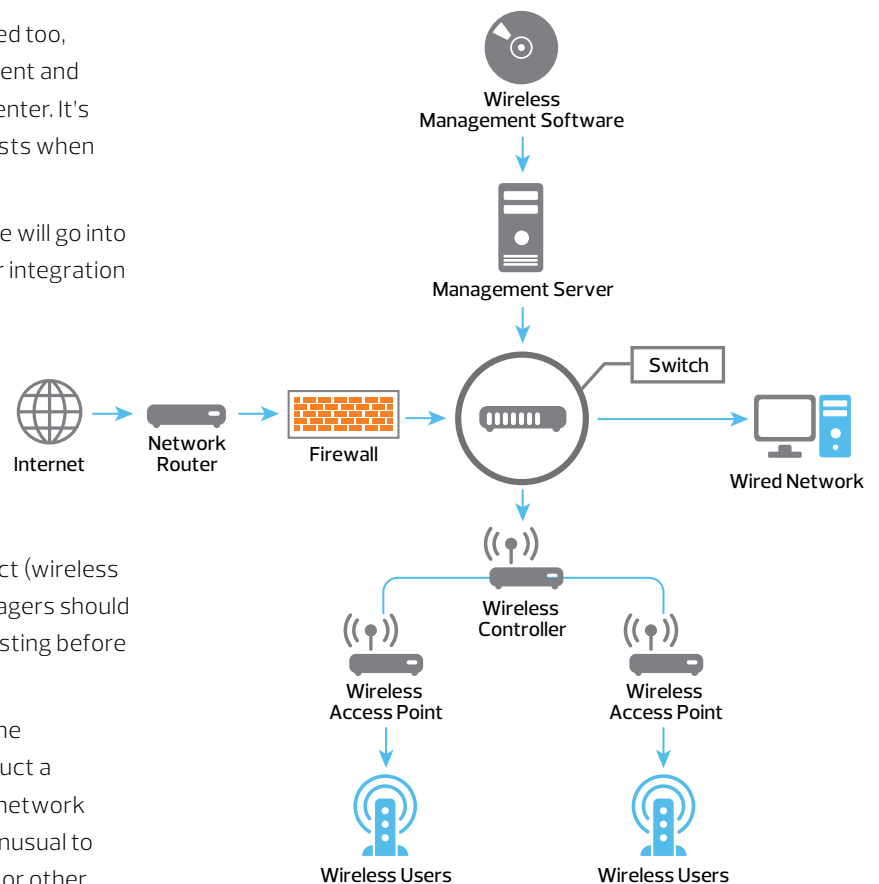 ed too,
ent and
enter. It's
sts when
e will go into
r integration
ct (wireless
agers should
sting before
ne
uct a
network
nusual to
or other
Wireless
Management Software
Management Server
Switch
Internet
Network
Router
Firewall
Wired Network
Wireless
Controller
Wireless
Access Point
Wireless
Access Point
Wireless Users
Wireless Users